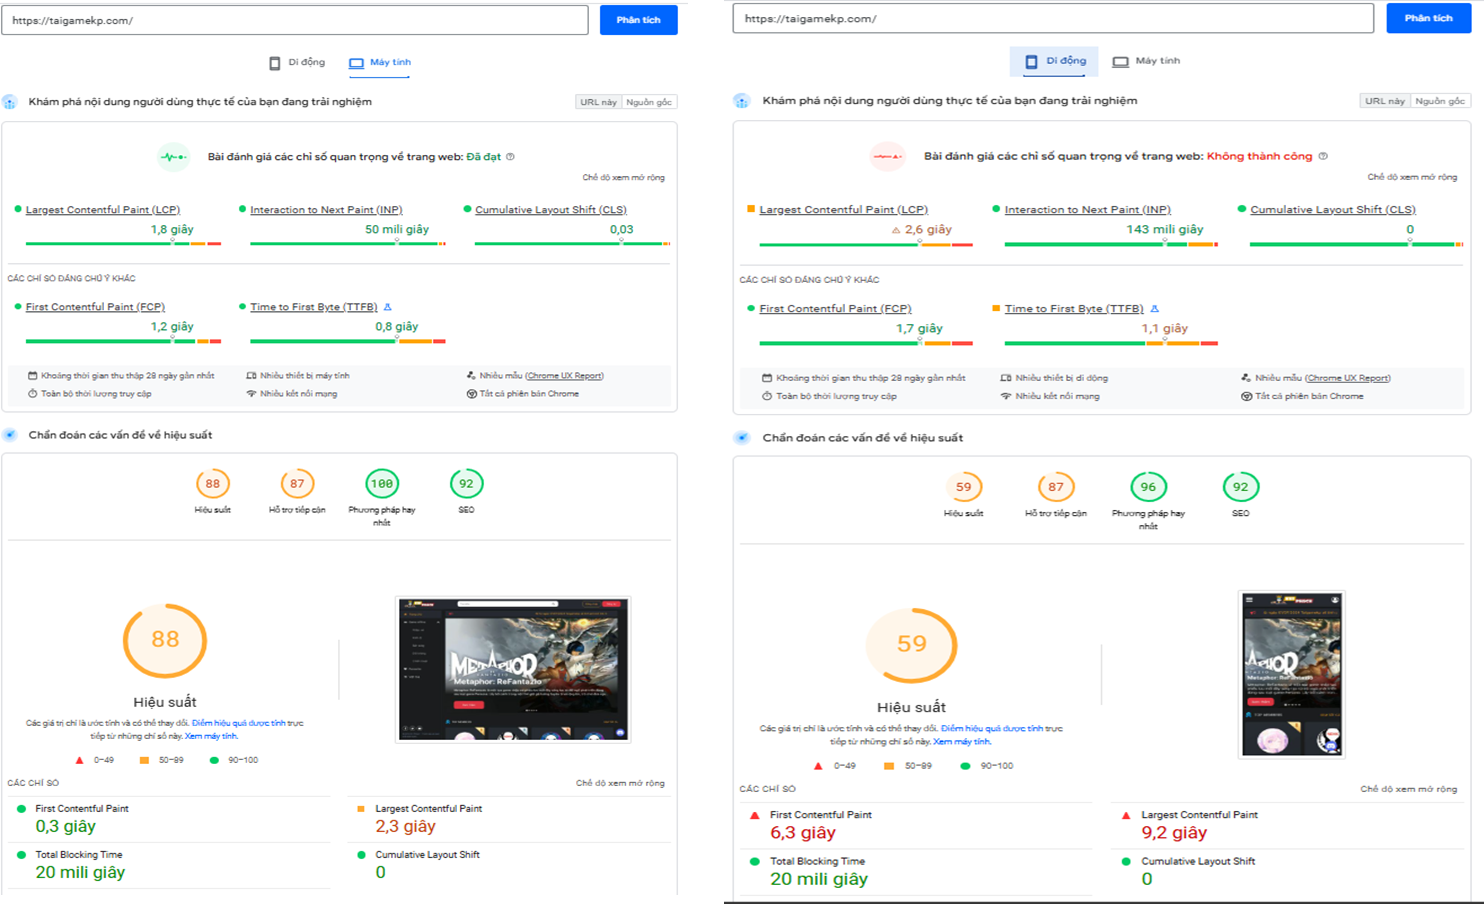 https://taigamekp.com/
Phân tích
Di động
Máy tính
Khám phá nội dung người dùng thực tế của bạn đang trải nghiệm
URL này
Nguồn gốc
Bài đánh giá các chỉ số quan trọng về trang web: Đã đạt
Chế độ xem mở rộng
Largest Contentful Paint (LCP)
1,8 giây
Interaction to Next Paint (INP)
50 mili giây
Cumulative Layout Shift (CLS)
0,03
CÁC CHỈ SỐ ĐÁNG CHÚ Ý KHÁC
First Contentful Paint (FCP)
1,2 giây
Time to First Byte (TTFB)
0,8 giây
Khoảng thời gian thu thập 28 ngày gần nhất
Nhiều thiết bị máy tính
Nhiều mẫu (Chrome UX Report)
Toàn bộ thời lượng truy cập
Nhiều kết nối mạng
Tất cả phiên bản Chrome
Chẩn đoán các vấn đề về hiệu suất
88
Hiệu suất
87
Hỗ trợ tiếp cận
100
Phương pháp hay
nhất
92
SEO
88
Hiệu suất
Các giá trị chỉ là ước tính và có thể thay đổi. Điểm hiệu quả được tính trực
tiếp từ những chỉ số này. Xem máy tính.
0–49
50–89
90–100
METAPHOR
Metaphor: ReFantazio
CÁC CHỈ SỐ
Chế độ xem mở rộng
First Contentful Paint
0,3 giây
Largest Contentful Paint
2,3 giây
Total Blocking Time
20 mili giây
Cumulative Layout Shift
0
https://taigamekp.com/
Phân tích
Di động
Máy tính
Khám phá nội dung người dùng thực tế của bạn đang trải nghiệm
URL này
Nguồn gốc
Bài đánh giá các chỉ số quan trọng về trang web: Không thành công
Chế độ xem mở rộng
Largest Contentful Paint (LCP)
2,6 giây
Interaction to Next Paint (INP)
143 mili giây
Cumulative Layout Shift (CLS)
0
CÁC CHỈ SỐ ĐÁNG CHÚ Ý KHÁC
First Contentful Paint (FCP)
1,7 giây
Time to First Byte (TTFB)
1,1 giây
Khoảng thời gian thu thập 28 ngày gần nhất
Nhiều thiết bị di động
Nhiều mẫu (Chrome UX Report)
Toàn bộ thời lượng truy cập
Nhiều kết nối mạng
Tất cả phiên bản Chrome
Chẩn đoán các vấn đề về hiệu suất
59
Hiệu suất
87
Hỗ trợ tiếp cận
96
Phương pháp hay
nhất
92
SEO
59
Hiệu suất
Các giá trị chỉ là ước tính và có thể thay đổi. Điểm hiệu quả được tính trực
tiếp từ những chỉ số này. Xem máy tính.
0–49
50–89
90–100
APHOR
Metaphor: ReFantazio
CÁC CHỈ SỐ
Chế độ xem mở rộng
First Contentful Paint
6,3 giây
Largest Contentful Paint
9,2 giây
Total Blocking Time
20 mili giây
Cumulative Layout Shift
0